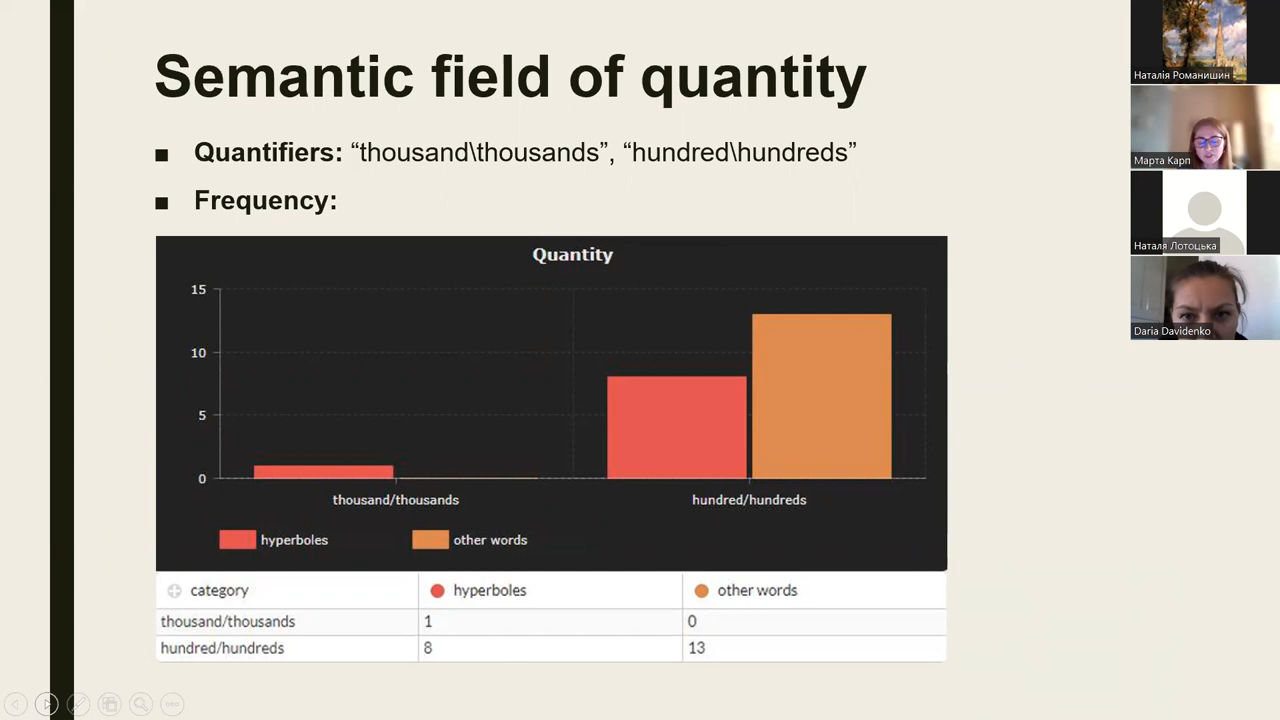 Semantic field of quantity
■ Quantifiers: “thousand\thousands”, “hundred\hundreds”
■ Frequency:
Quantity
15
10
5
0
thousand/thousands hundred/hundreds
hyperboles other words
category hyperboles other words
thousand/thousands 1 0
hundred/hundreds 8 13
Наталія Романишин
Марта Карп
Наталя Лотоцька
Daria Davidenko